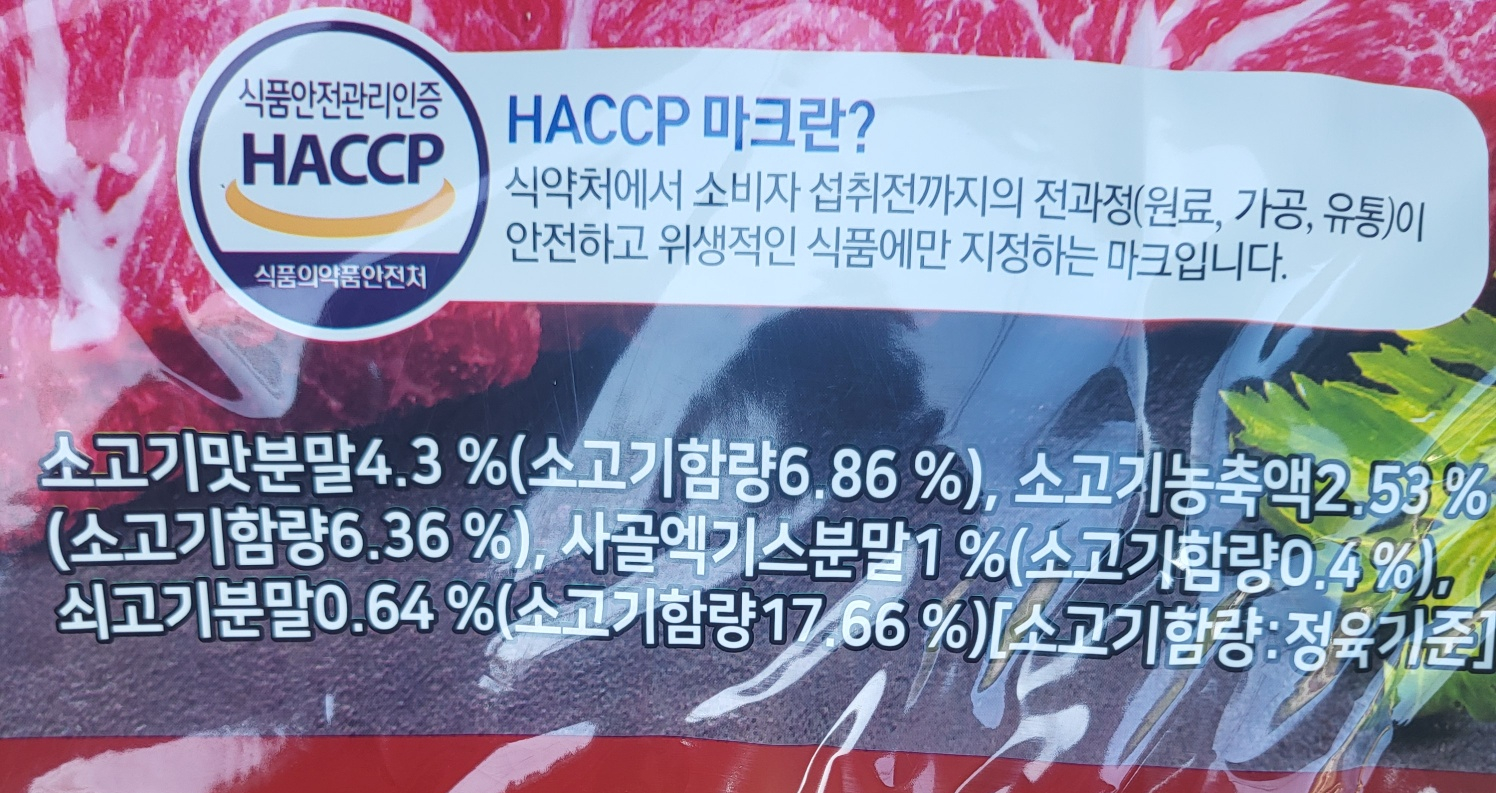 식품안전관리인증
HACCP
식품의약품안전처
HACCP 마크란?
식약처에서 소비자 섭취전까지의 전과정(원료, 가공, 유통)이
안전하고 위생적인 식품에만 지정하는 마크입니다.
소고기맛분말4.3 %(소고기함량6.86 %), 소고기농축액2.53 %
(소고기함량6.36 %), 사골엑기스분말1 %(소고기함량0.4 %),
쇠고기분말0.64 %(소고기함량17.66 %)[소고기함량:정육기준]